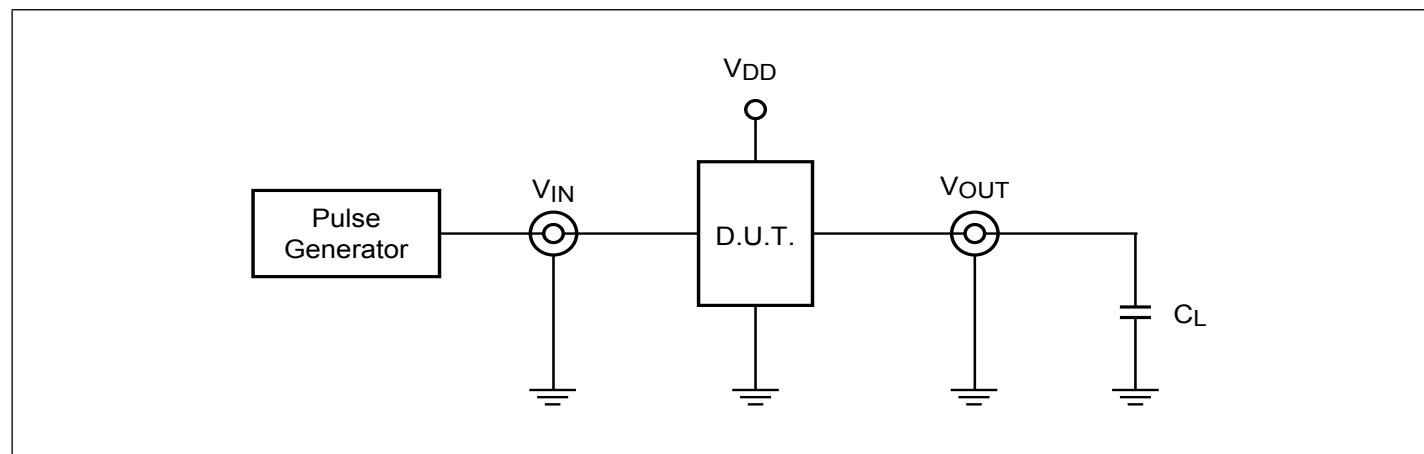 VDD
VIN
VOUT
Pulse
Generator
D.U.T.
CL